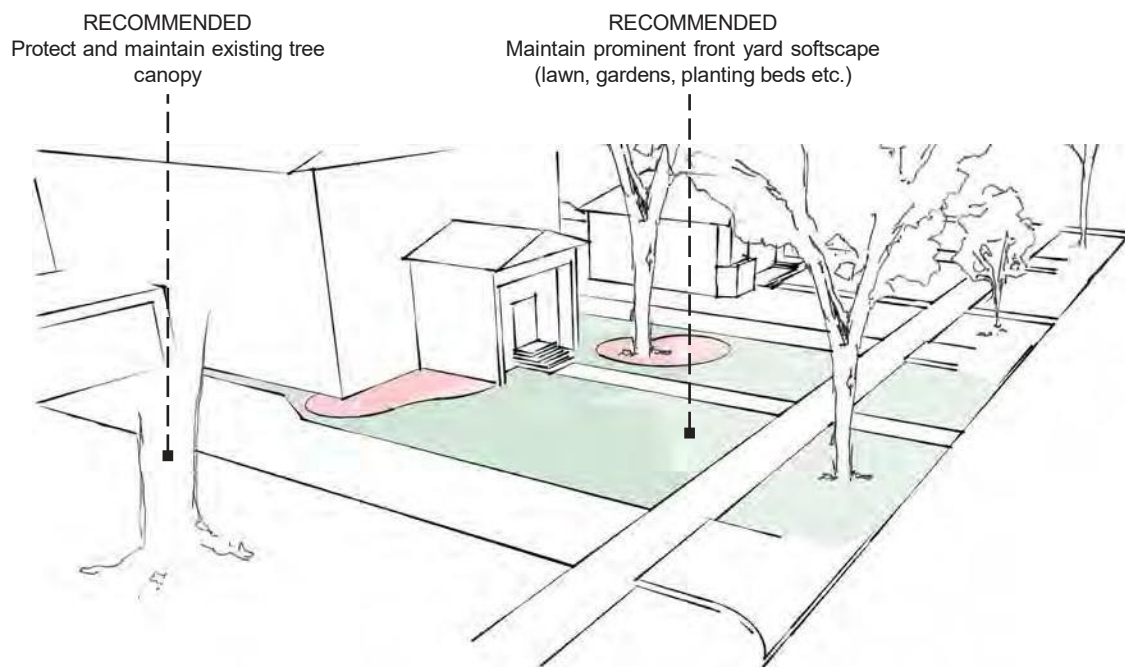 RECOMMENDED
Protect and maintain existing tree
canopy
RECOMMENDED
Maintain prominent front yard softscape
(lawn, gardens, planting beds etc.)